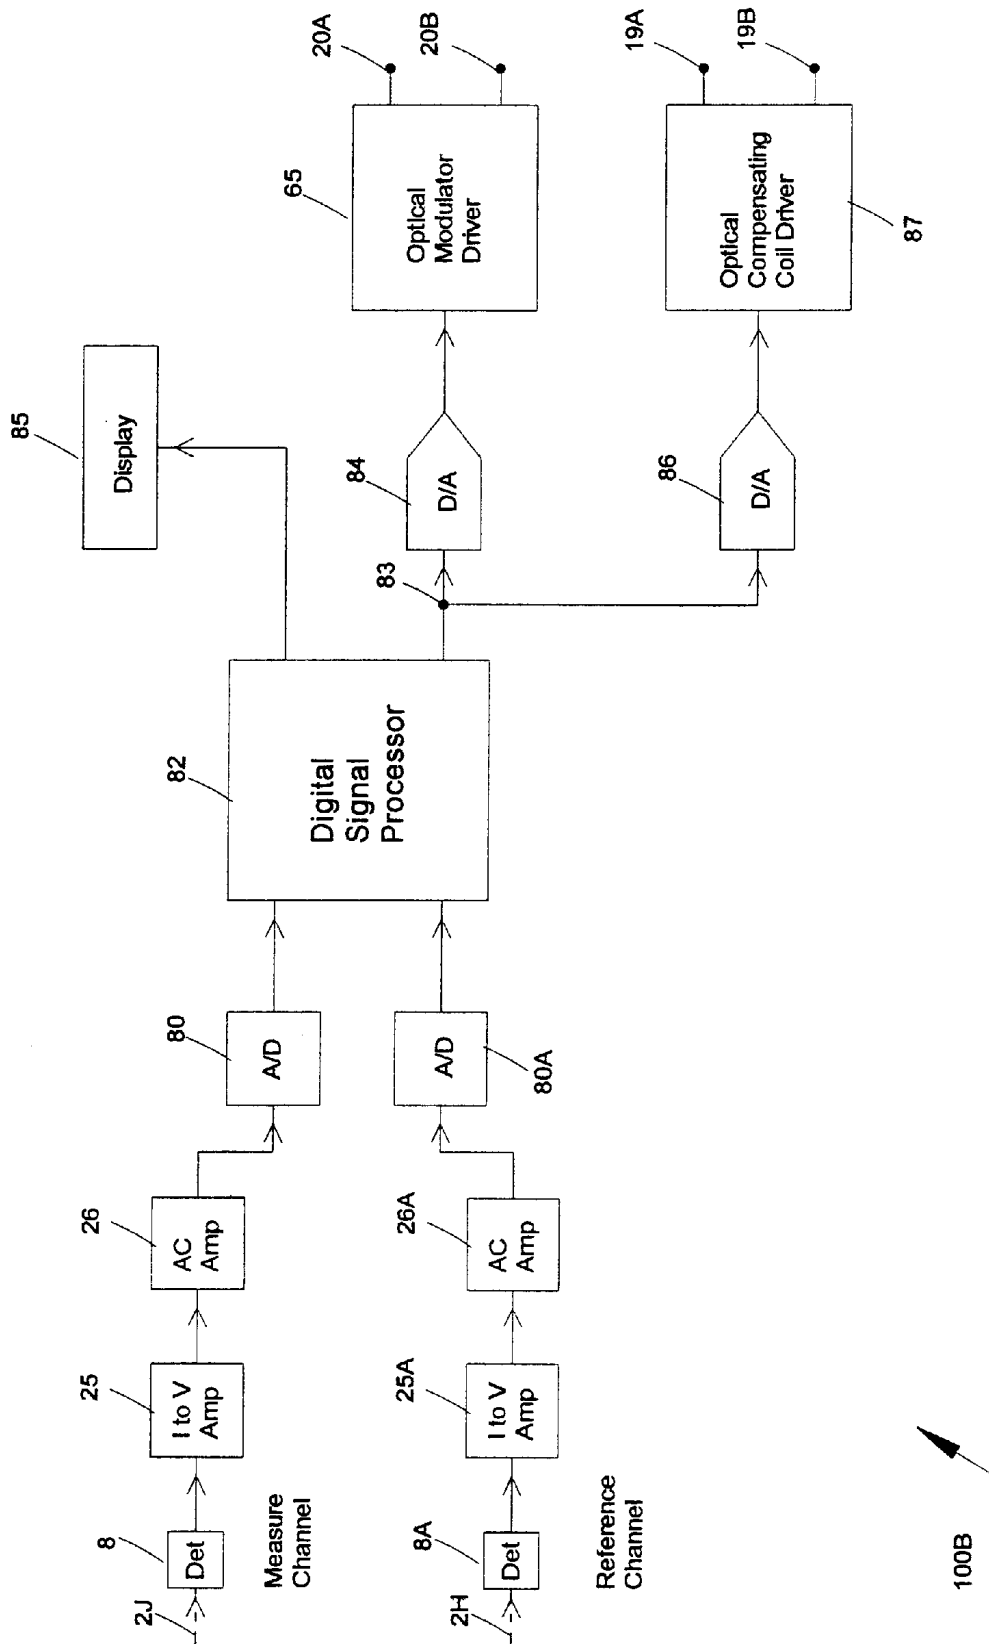 20A
20B
19A
19B
65
Optical
Modulator
Driver
Optical
Compensating
Coil Driver
87
85
Display
84
D/A
86
D/A
83
82
Digital
Signal
Processor
80
A/D
A/D
80A
26
AC
Amp
26A
AC
Amp
25
I to V
Amp
25A
I to V
Amp
8
Det
2J
Measure
Channel
8A
Det
2H
Reference
Channel
100B